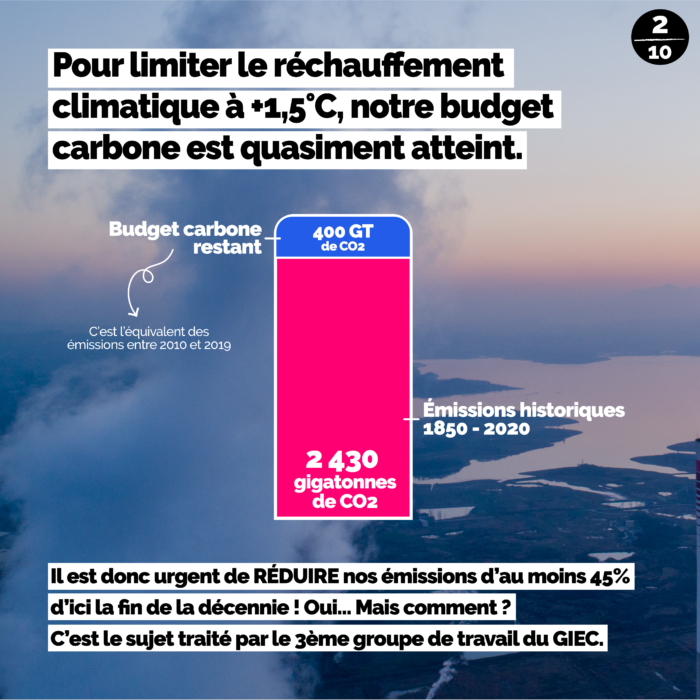 2
10
Pour limiter le réchauffement
climatique à +1,5°C, notre budget
carbone est quasiment atteint.
Budget carbone
restant
400 GT
de CO2
C'est l'équivalent des
émissions entre 2010 et 2019
Émissions historiques
1850 - 2020
2 430
gigatonnes
de CO2
Il est donc urgent de RÉDUIRE nos émissions d'au moins 45%
d'ici la fin de la décennie ! Oui... Mais comment ?
C'est le sujet traité par le 3ème groupe de travail du GIEC.